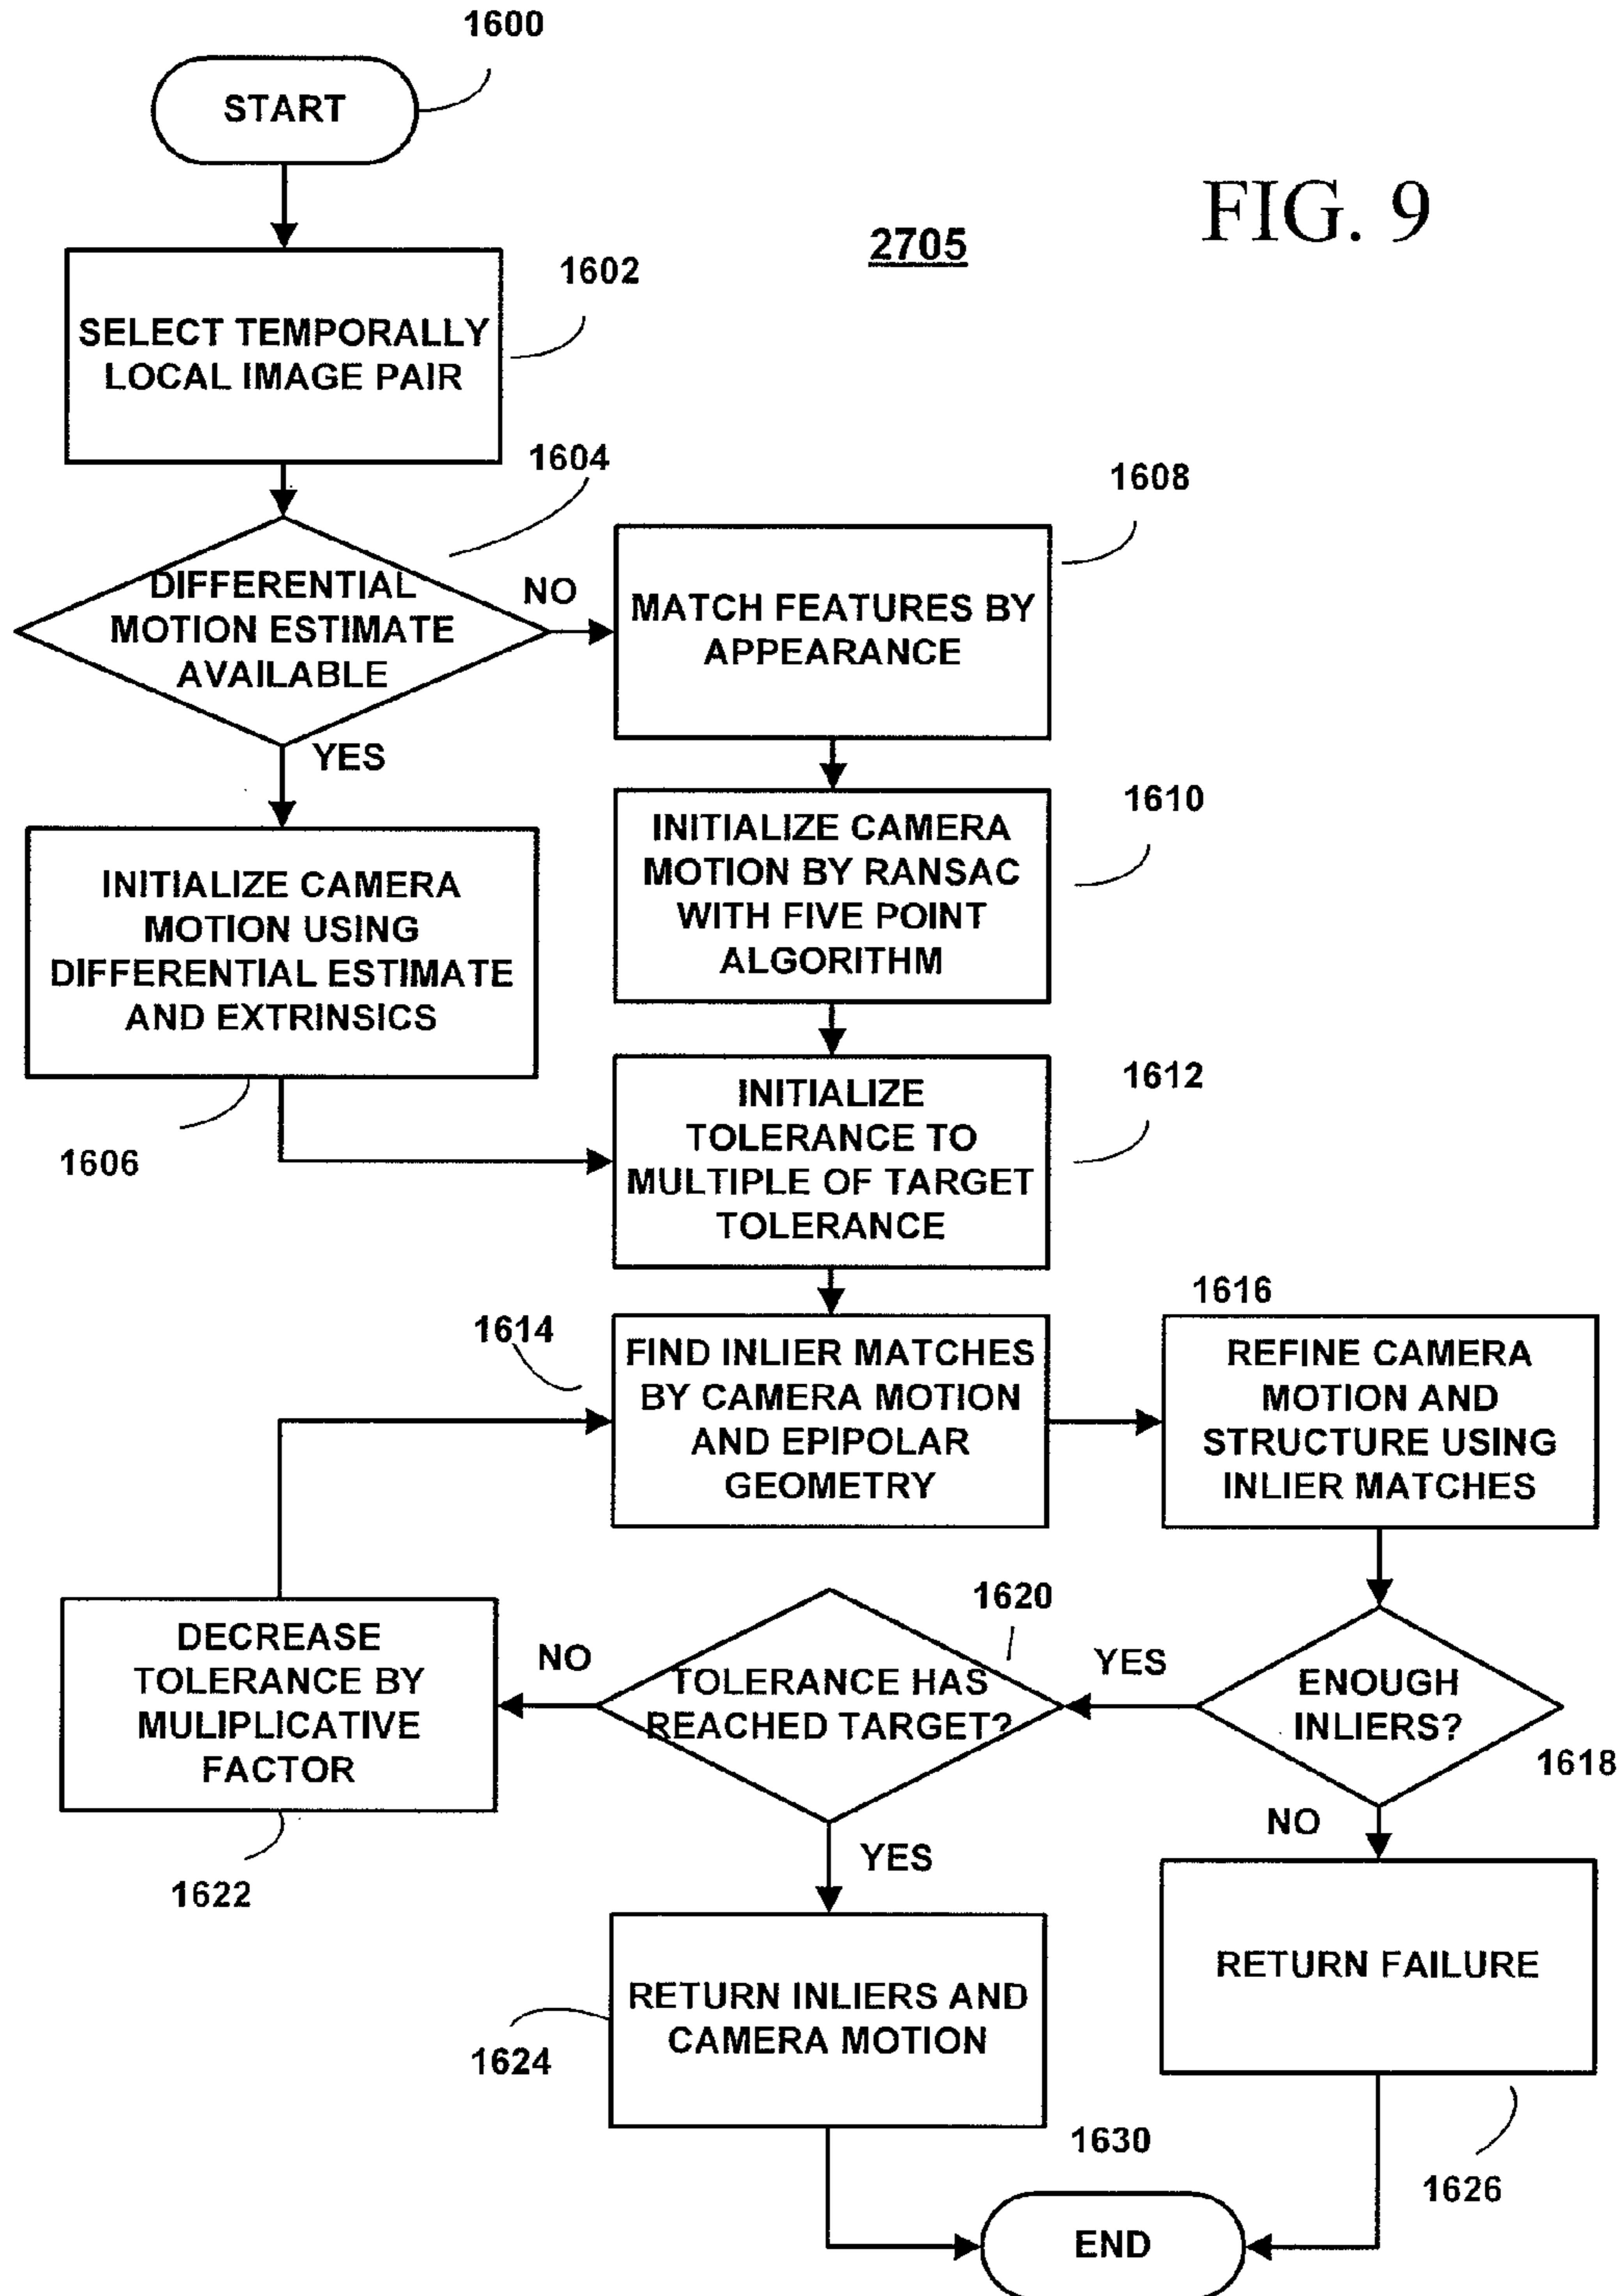 1600
START
FIG. 9
2705
1602
SELECT TEMPORALLY
LOCAL IMAGE PAIR
1604
DIFFERENTIAL
MOTION ESTIMATE
AVAILABLE
NO
YES
1608
MATCH FEATURES BY
APPEARANCE
1610
INITIALIZE CAMERA
MOTION BY RANSAC
WITH FIVE POINT
ALGORITHM
INITIALIZE CAMERA
MOTION USING
DIFFERENTIAL ESTIMATE
AND EXTRINSICS
1606
1612
INITIALIZE
TOLERANCE TO
MULTIPLE OF TARGET
TOLERANCE
1614
FIND INLIER MATCHES
BY CAMERA MOTION
AND EPIPOLAR
GEOMETRY
1616
REFINE CAMERA
MOTION AND
STRUCTURE USING
INLIER MATCHES
1618
ENOUGH
INLIERS?
YES
NO
1620
TOLERANCE HAS
REACHED TARGET?
NO
YES
DECREASE
TOLERANCE BY
MULIPLICATIVE
FACTOR
1622
RETURN INLIERS AND
CAMERA MOTION
1624
RETURN FAILURE
1626
1630
END